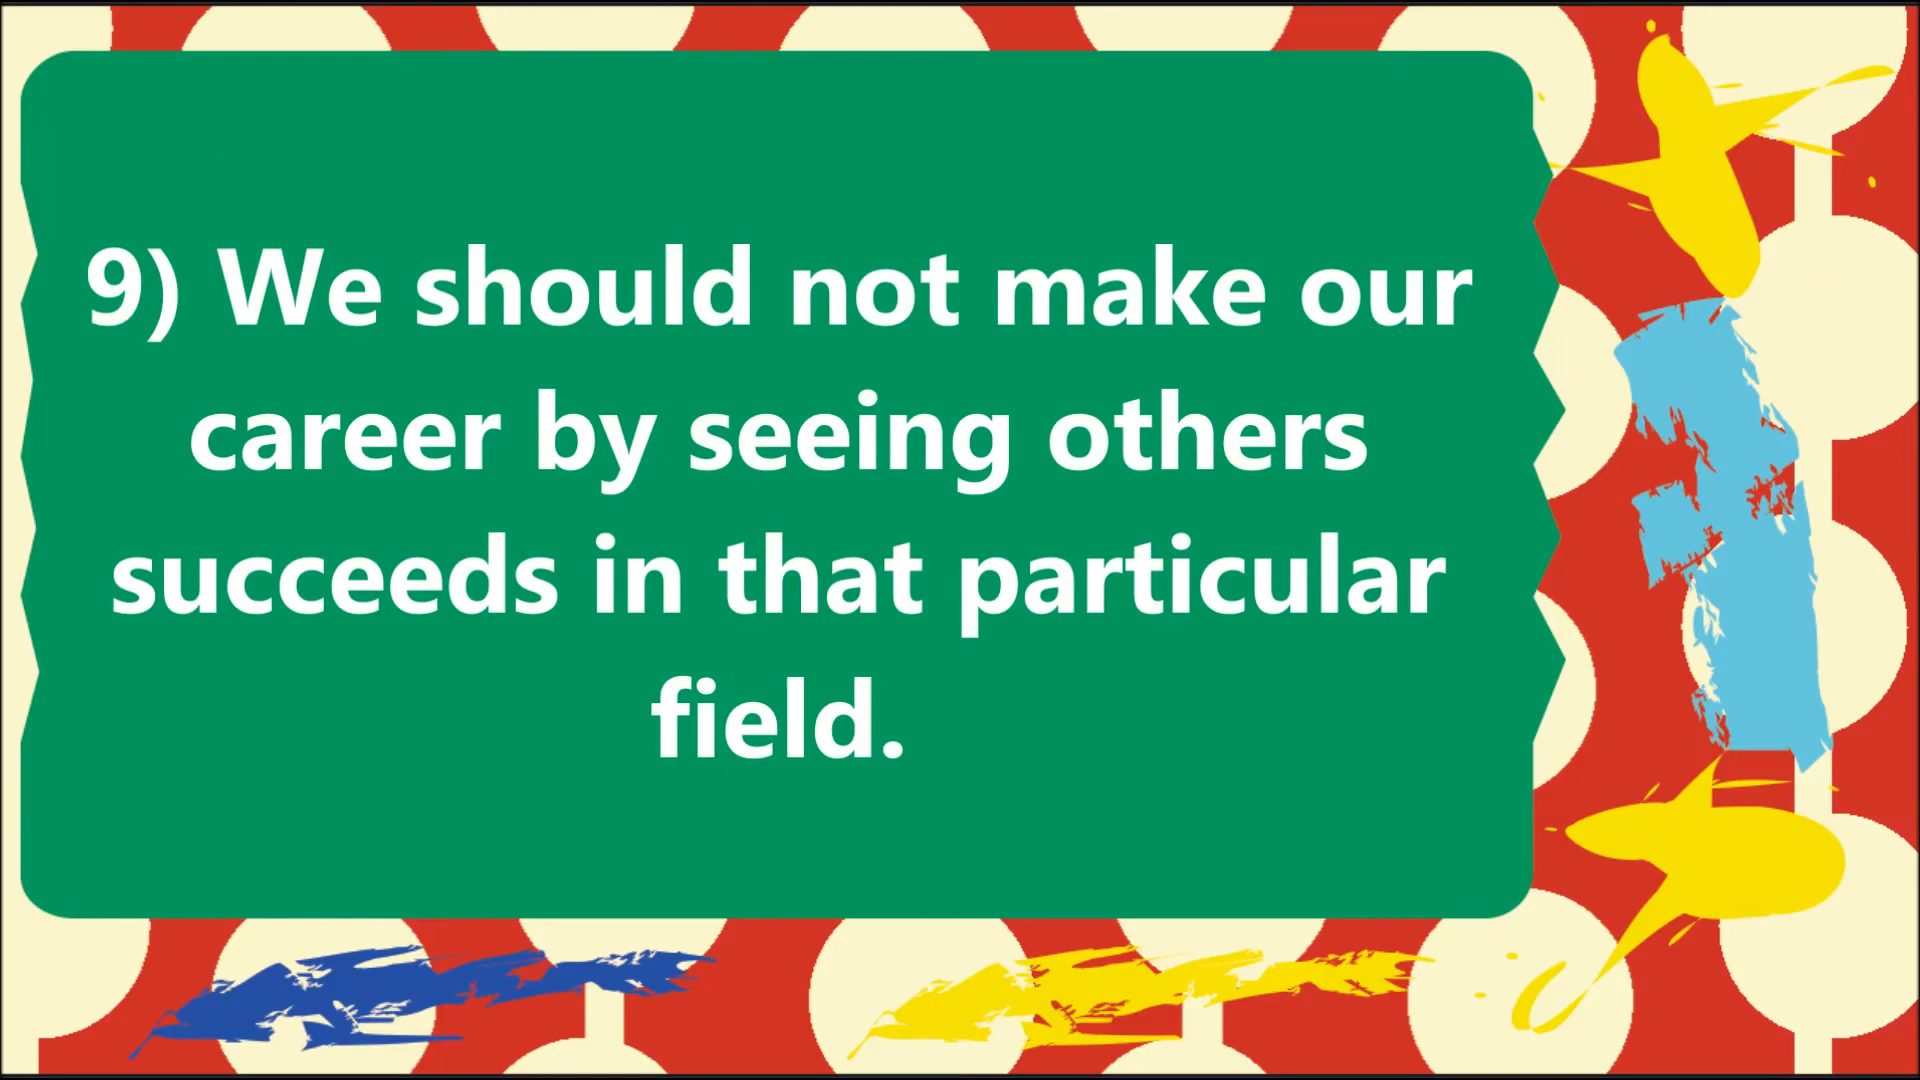 9) We should not make our
career by seeing others
succeeds in that particular
field.